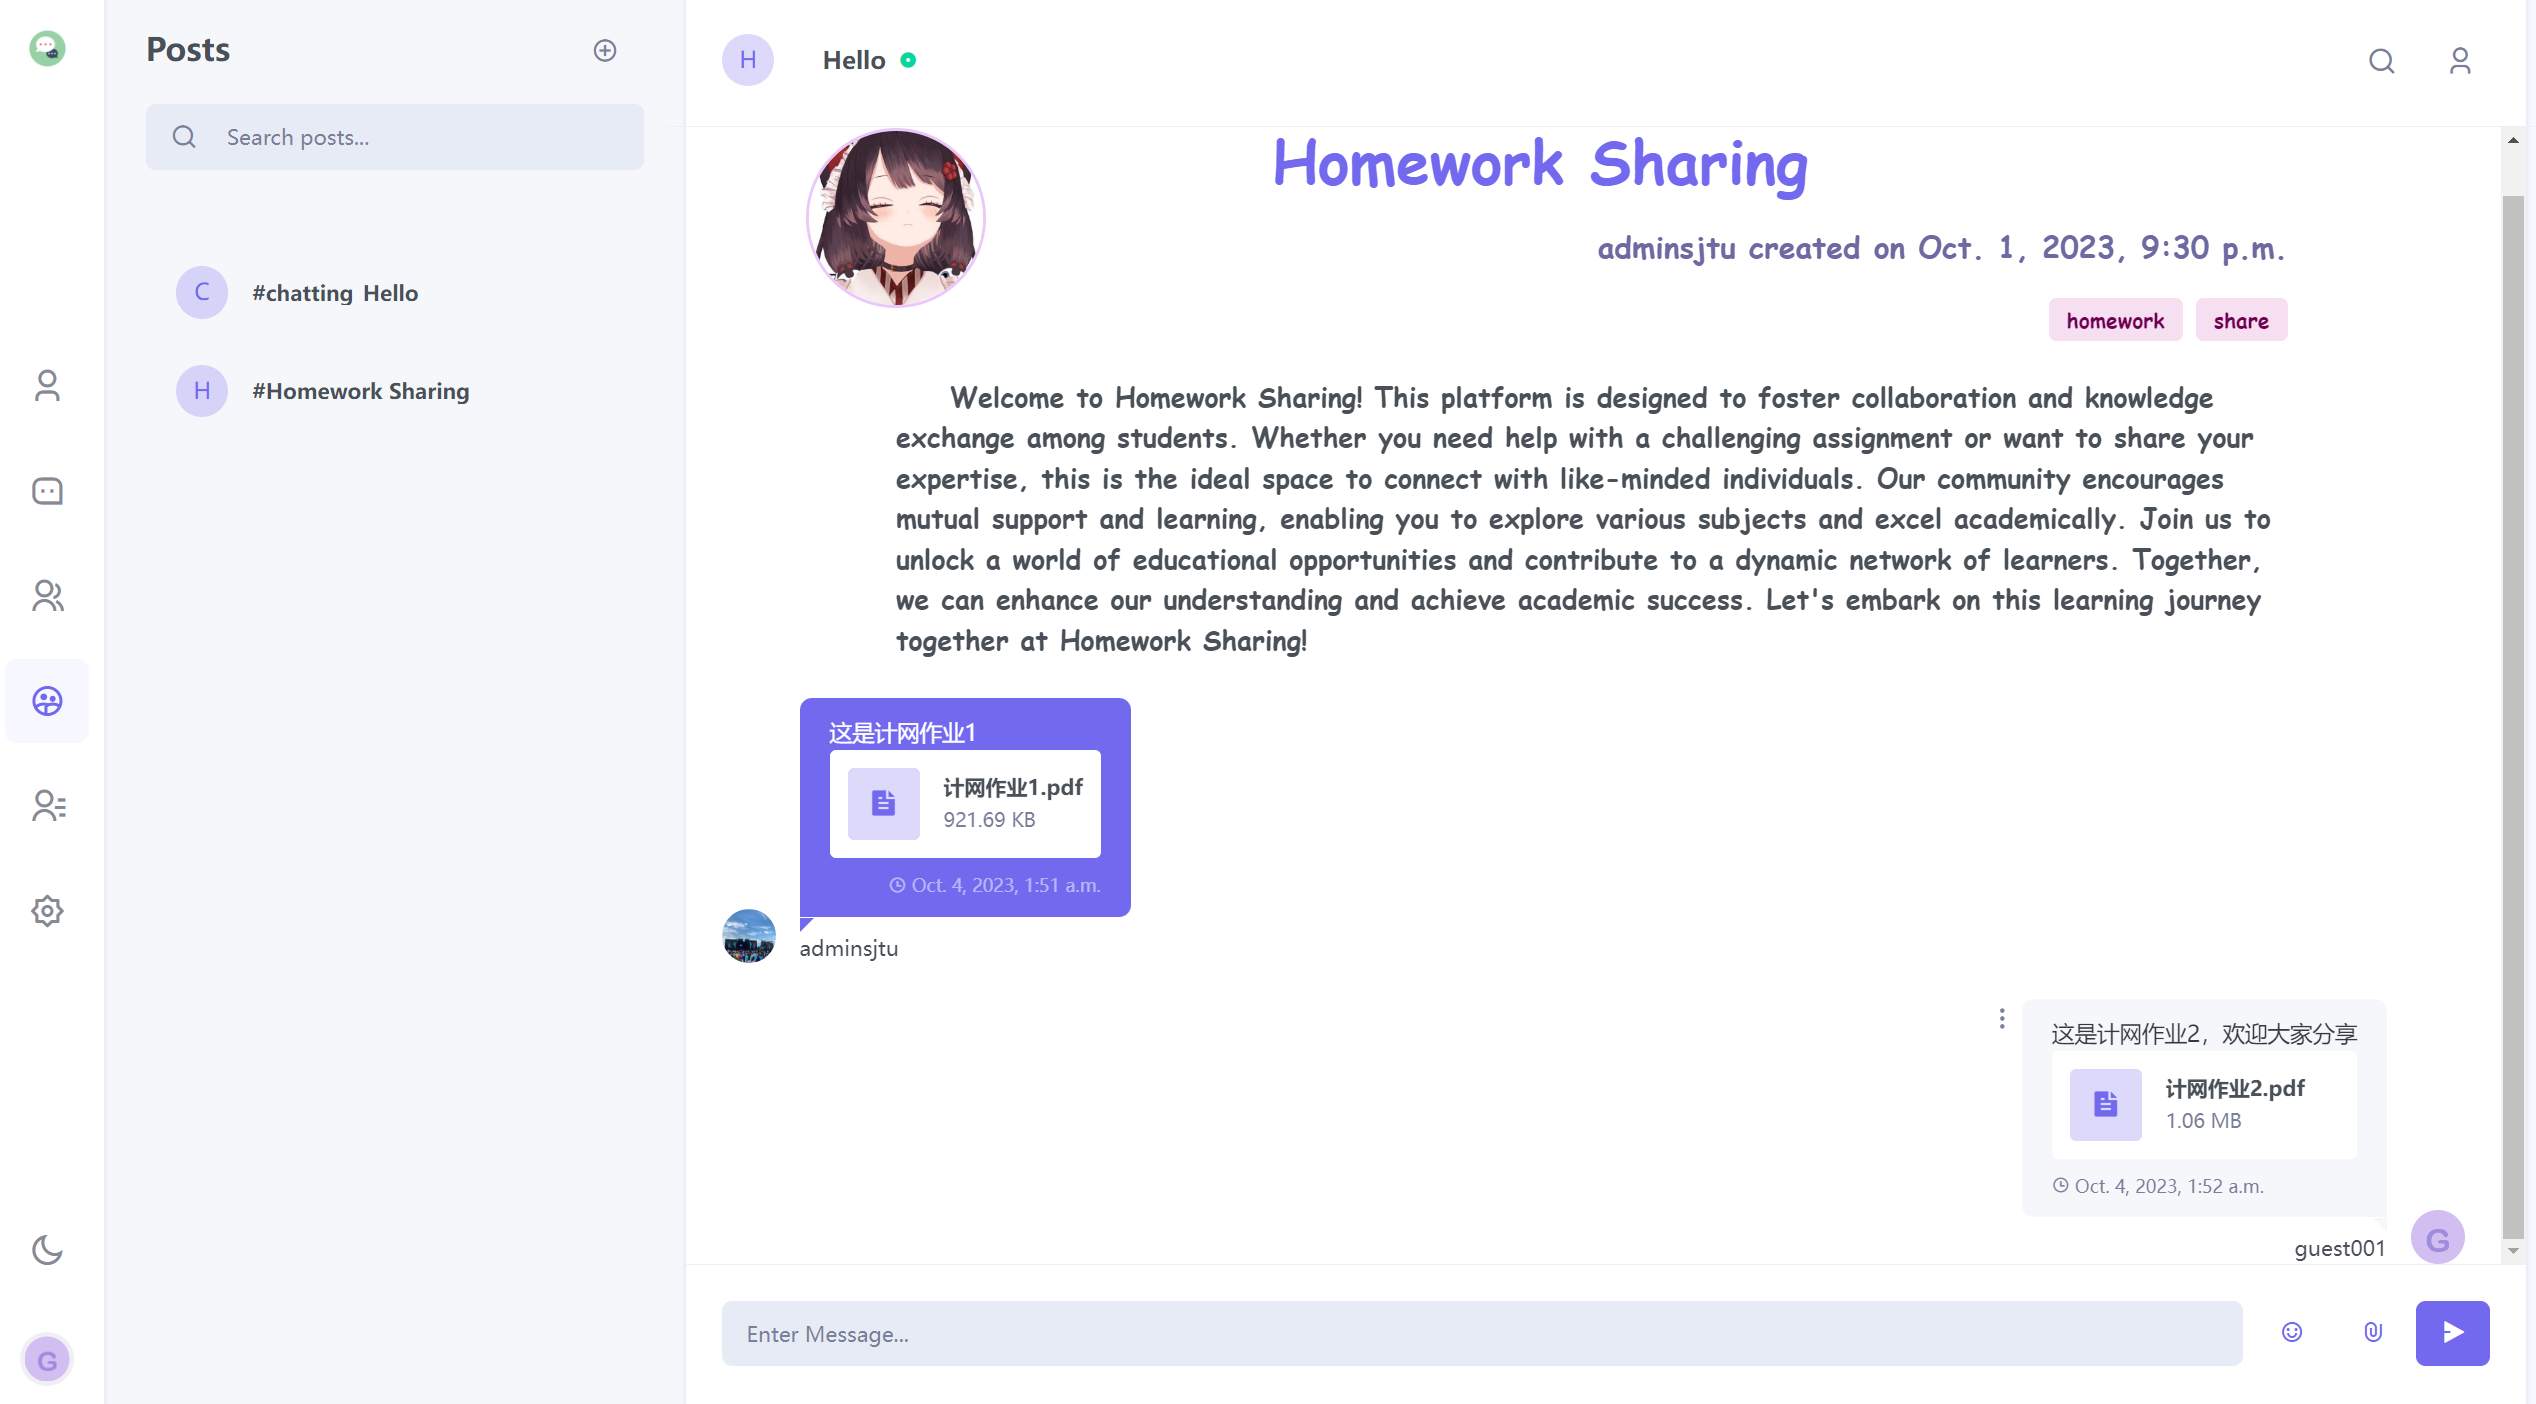 Posts
Search posts...
C
#chatting Hello
H
#Homework Sharing
G
H
Hello
Homework Sharing
adminsjtu created on Oct. 1, 2023, 9:30 p.m.
homework share
Welcome to Homework Sharing! This platform is designed to foster collaboration and knowledge
exchange among students. Whether you need help with a challenging assignment or want to share your
expertise, this is the ideal space to connect with like-minded individuals. Our community encourages
mutual support and learning, enabling you to explore various subjects and excel academically. Join us to
unlock a world of educational opportunities and contribute to a dynamic network of learners. Together,
we can enhance our understanding and achieve academic success. Let's embark on this learning journey
together at Homework Sharing!
这是计网作业1
计网作业1.pdf
921.69 KB
Oct. 4, 2023, 1:51 a.m.
adminsjtu
这是计网作业2，欢迎大家分享
计网作业2.pdf
1.06 MB
Oct. 4, 2023, 1:52 a.m.
guest001
G
Enter Message...